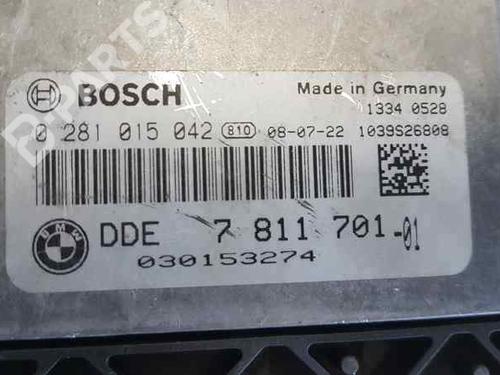 BOSCH
Made in Germany
1334 0528
0 281 015 042 810 08-07-22 1039S26808
BMW DDE 7 811 701-01
030153274